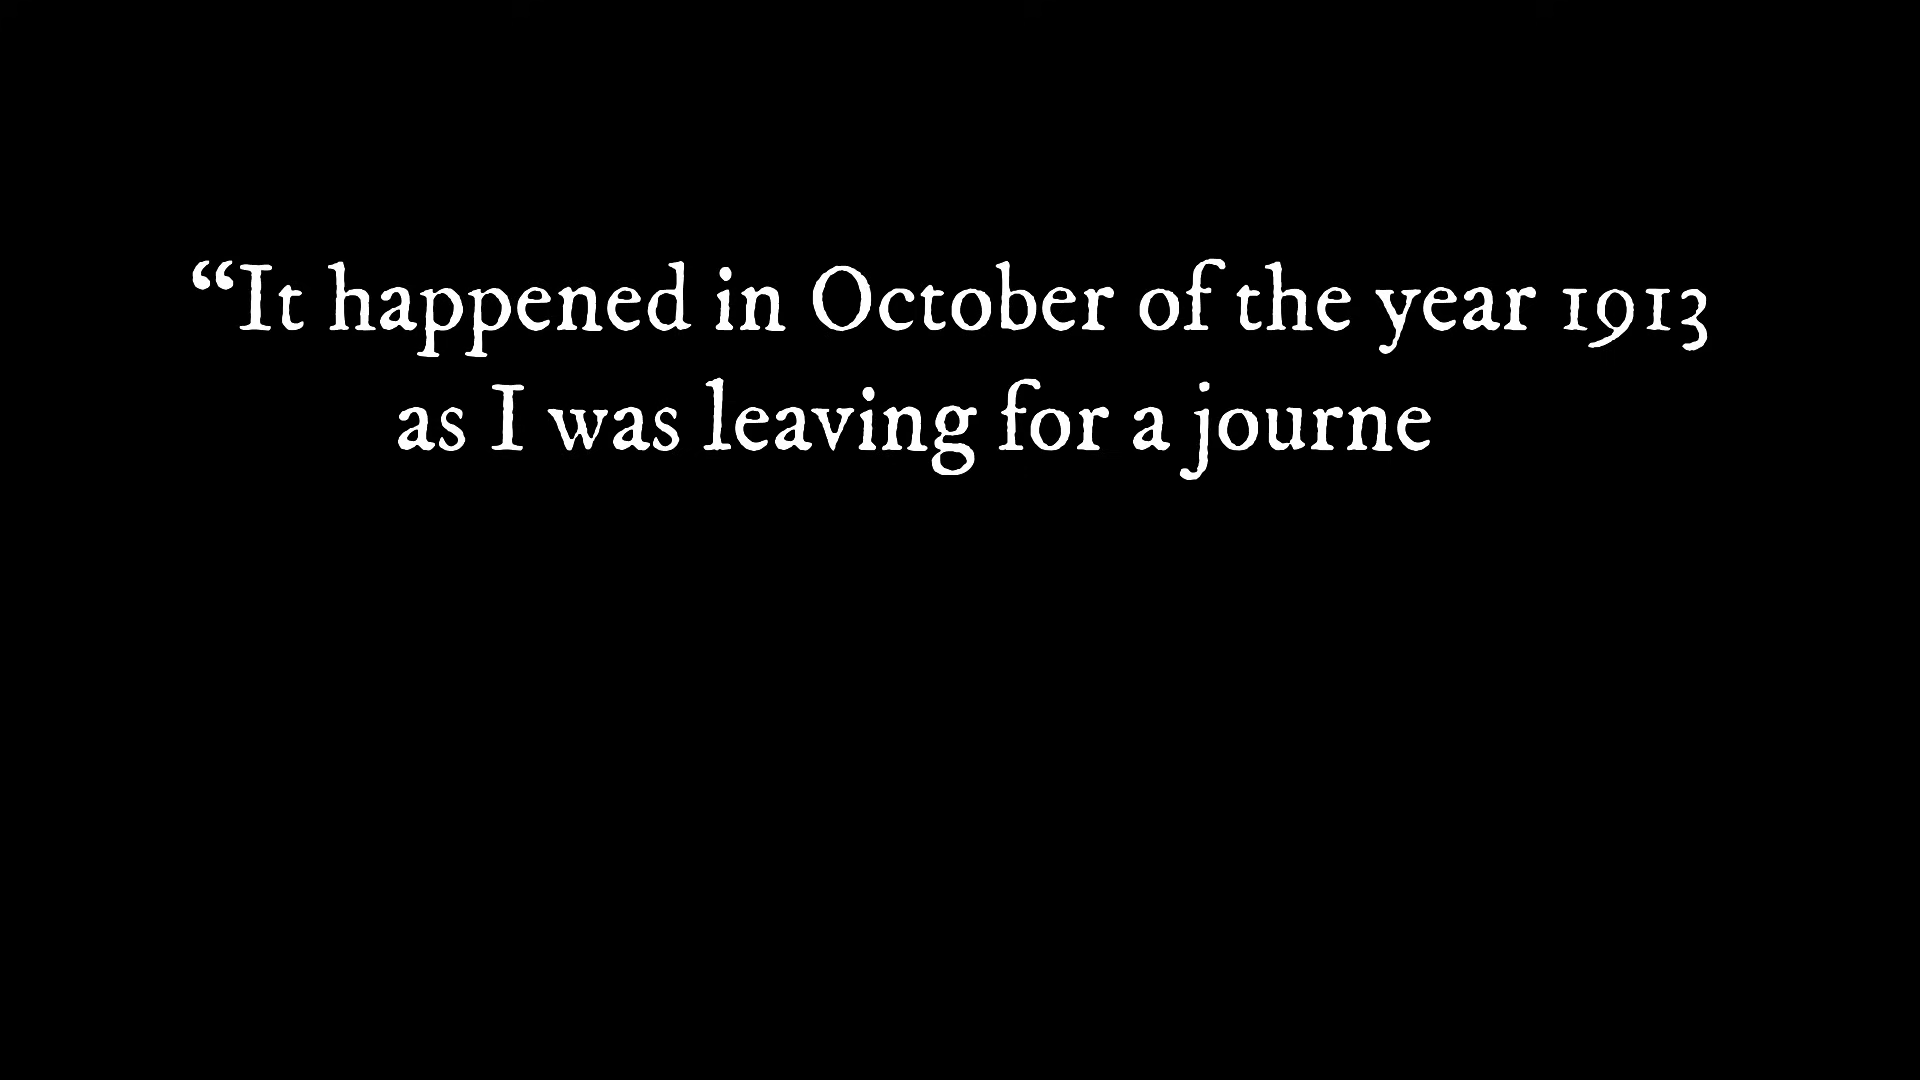 “It happened in October of the year 1913
as I was leaving for a journe